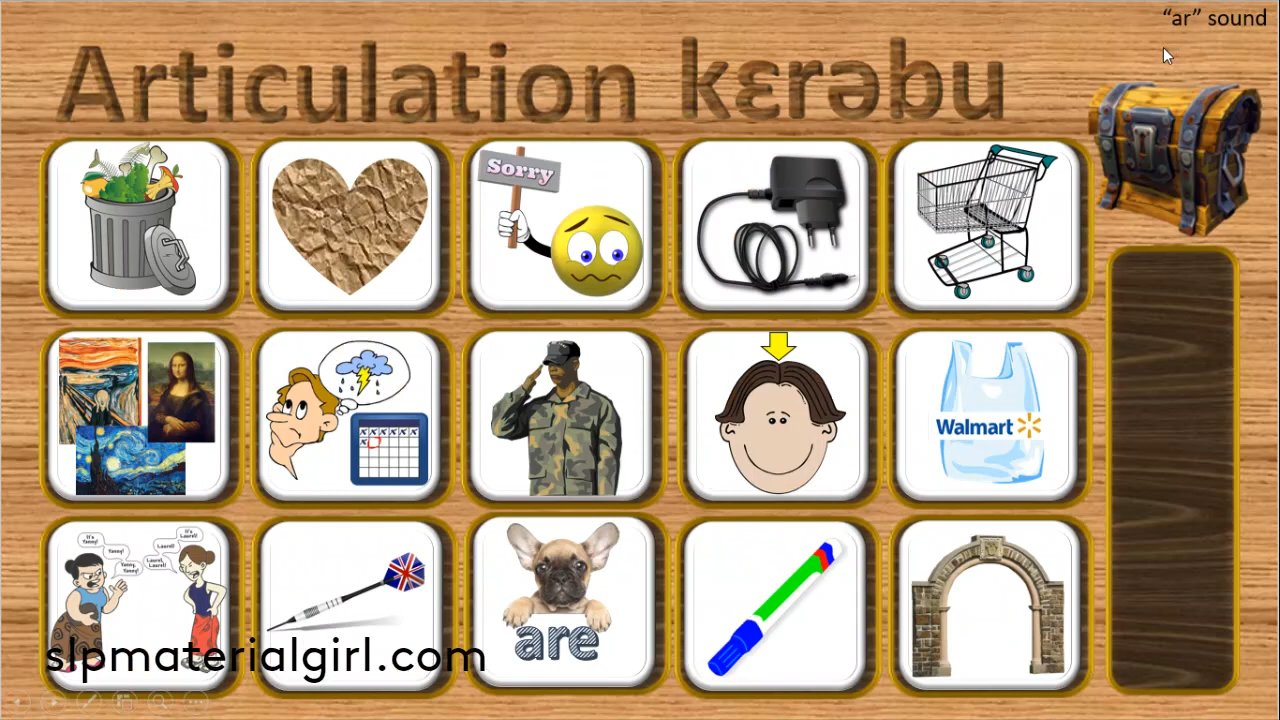 “ar” sound
Articulation kɛrəbu
Sorry
Walmart
It's
Yanny!
Yanny!
Yanny,
Yanny!
It's
Laurel!
Laurel!
Laurel,
Laurel!
are
slpmaterialgirl.com